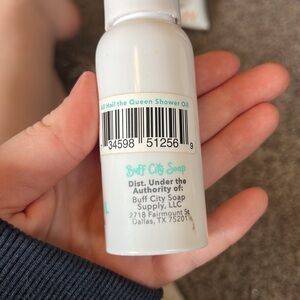 All Hail the Queen Shower Oil
34598 51256 9
Buff City Soap
Dist. Under the
Authority of:
Buff City Soap
Supply, LLC
2718 Fairmount St
Dallas, TX 75201